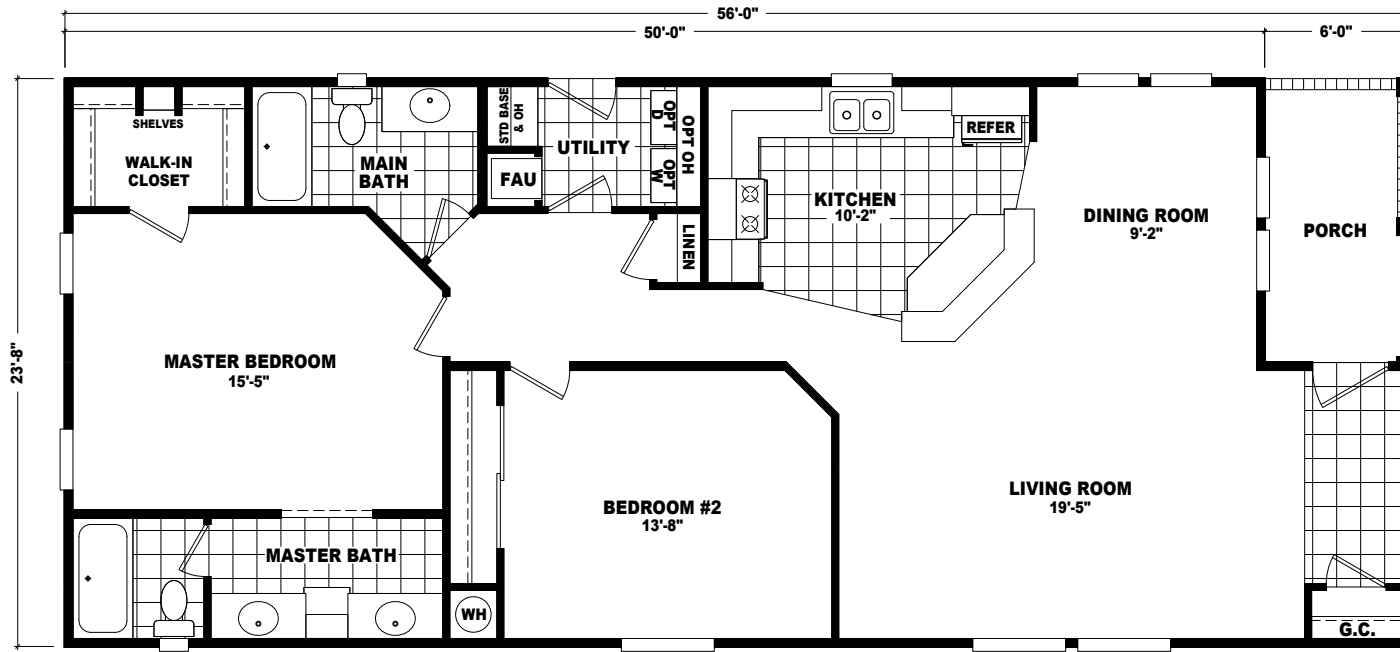 56'-0"
50'-0"
6'-0"
23'-8"
SHELVES
WALK-IN
CLOSET
MAIN
BATH
STD BASE
& OH
FAU
UTILITY
OPT
D
OPT
W
OPT OH
LINEN
REFER
KITCHEN
10'-2"
DINING ROOM
9'-2"
PORCH
MASTER BEDROOM
15'-5"
BEDROOM #2
13'-8"
LIVING ROOM
19'-5"
MASTER BATH
WH
G.C.